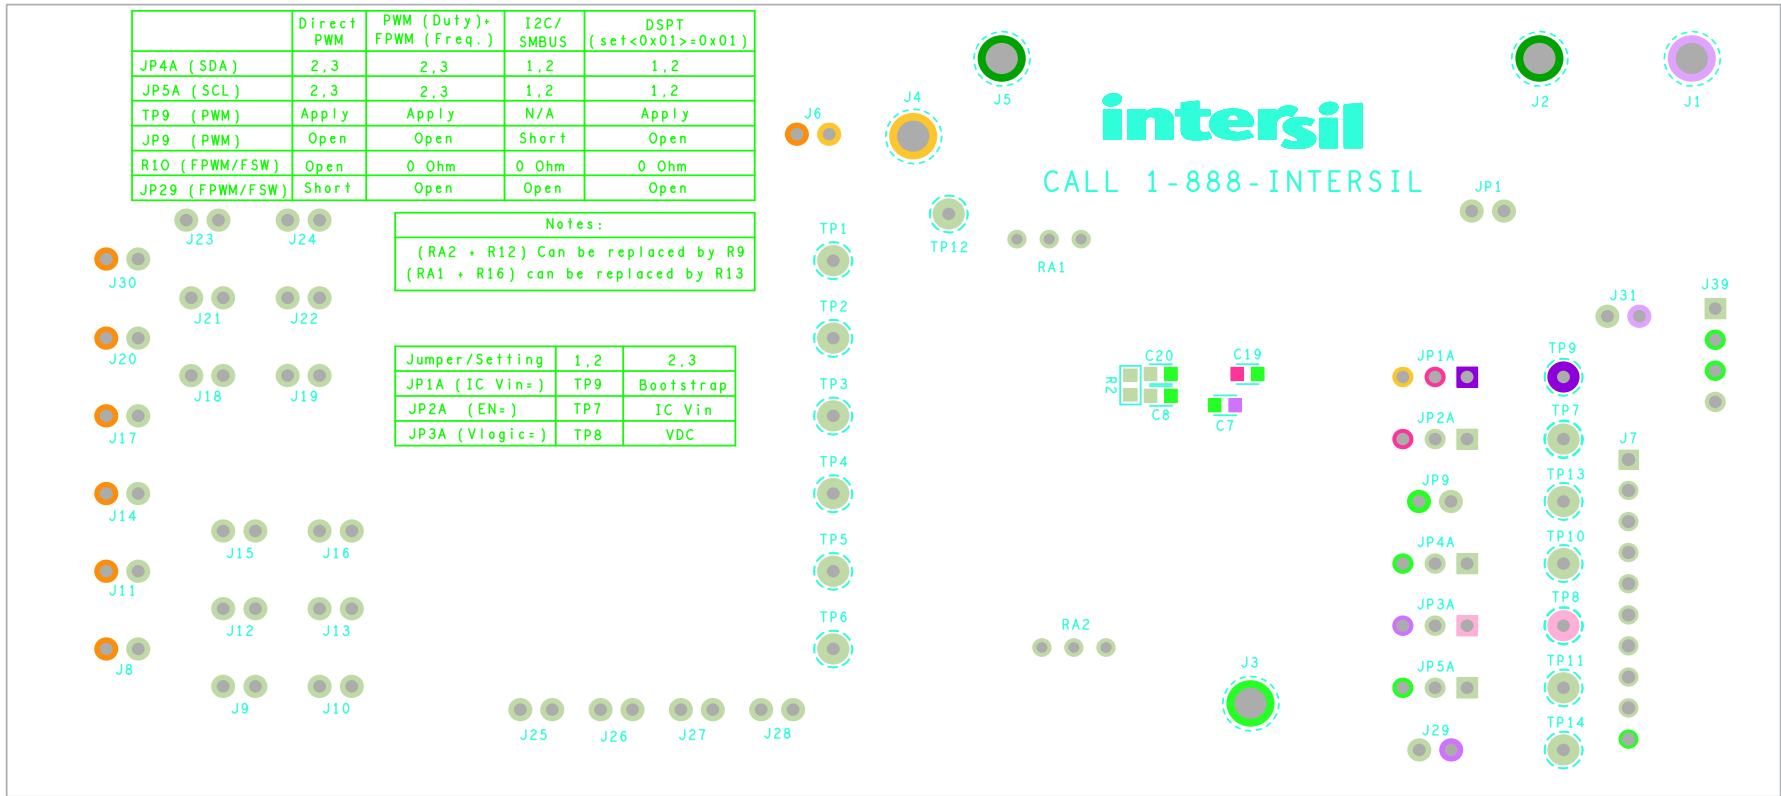 Direct PWM | PWM (Duty)+ FPWM (Freq.) | I2C/ SMBUS | DSPT (set<0x01>=0x01)
JP4A (SDA) 2,3 2,3 1,2 1,2
JP5A (SCL) 2,3 2,3 1,2 1,2
TP9 (PWM) Apply Apply N/A Apply
JP9 (PWM) Open Open Short Open
R10 (FPWM/FSW) Open 0 Ohm 0 Ohm 0 Ohm
JP29 (FPWM/FSW) Short Open Open Open
Notes:
(RA2 + R12) Can be replaced by R9
(RA1 + R16) can be replaced by R13
Jumper/Setting 1,2 2,3
JP1A (IC Vin=) TP9 Bootstrap
JP2A (EN=) TP7 IC Vin
JP3A (Vlogic=) TP8 VDC
J23 J24
J30
J21 J22
J20
J18 J19
J17
J14
J15 J16
J11
J12 J13
J8
J9 J10
J25 J26 J27 J28
J6
J4
J5
J2
J1
intersil
CALL 1-888-INTERSIL
TP1
TP2
TP3
TP4
TP5
TP6
TP12
RA1
JP1
J31
J39
R2
C20
C8
C19
C7
JP1A
JP2A
JP9
JP4A
JP3A
JP5A
J29
TP9
TP7
TP13
TP10
TP8
TP11
TP14
J7
RA2
J3